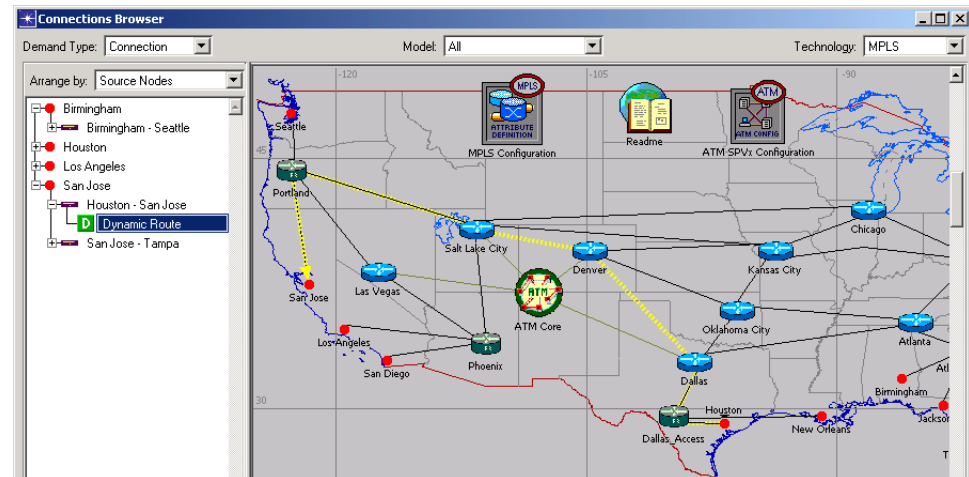 Connections Browser
Demand Type: Connection
Model: All
Technology: MPLS
Arrange by: Source Nodes
Birmingham
Birmingham - Seattle
Houston
Los Angeles
San Jose
Houston - San Jose
D Dynamic Route
San Jose - Tampa
-120
-105
-90
MPLS
ATTRIBUTE
DEFINITION
MPLS Configuration
Readme
ATM
ATM CONFIG
ATM SPVx Configuration
Seattle
45
Portland
Salt Lake City
Chicago
Denver
Kansas City
San Jose
Las Vegas
ATM
ATM Core
Oklahoma City
Los Angeles
Phoenix
Atlanta
San Diego
Dallas
Atl
Birmingham
30
Houston
Dallas_Access
New Orleans
Jackson
T